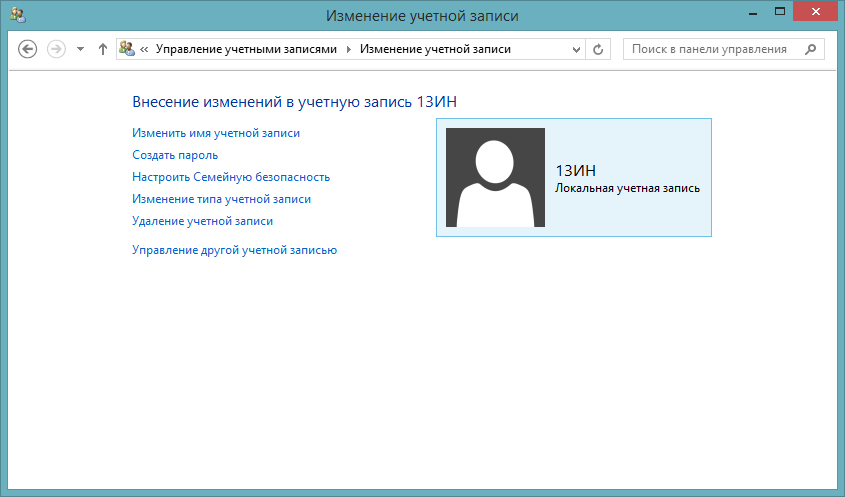 Изменение учетной записи
« Управление учетными записями Изменение учетной записи
Поиск в панели управления
Внесение изменений в учетную запись 13ИН
Изменить имя учетной записи
Создать пароль
Настроить Семейную безопасность
Изменение типа учетной записи
Удаление учетной записи
Управление другой учетной записью
13ИН
Локальная учетная запись